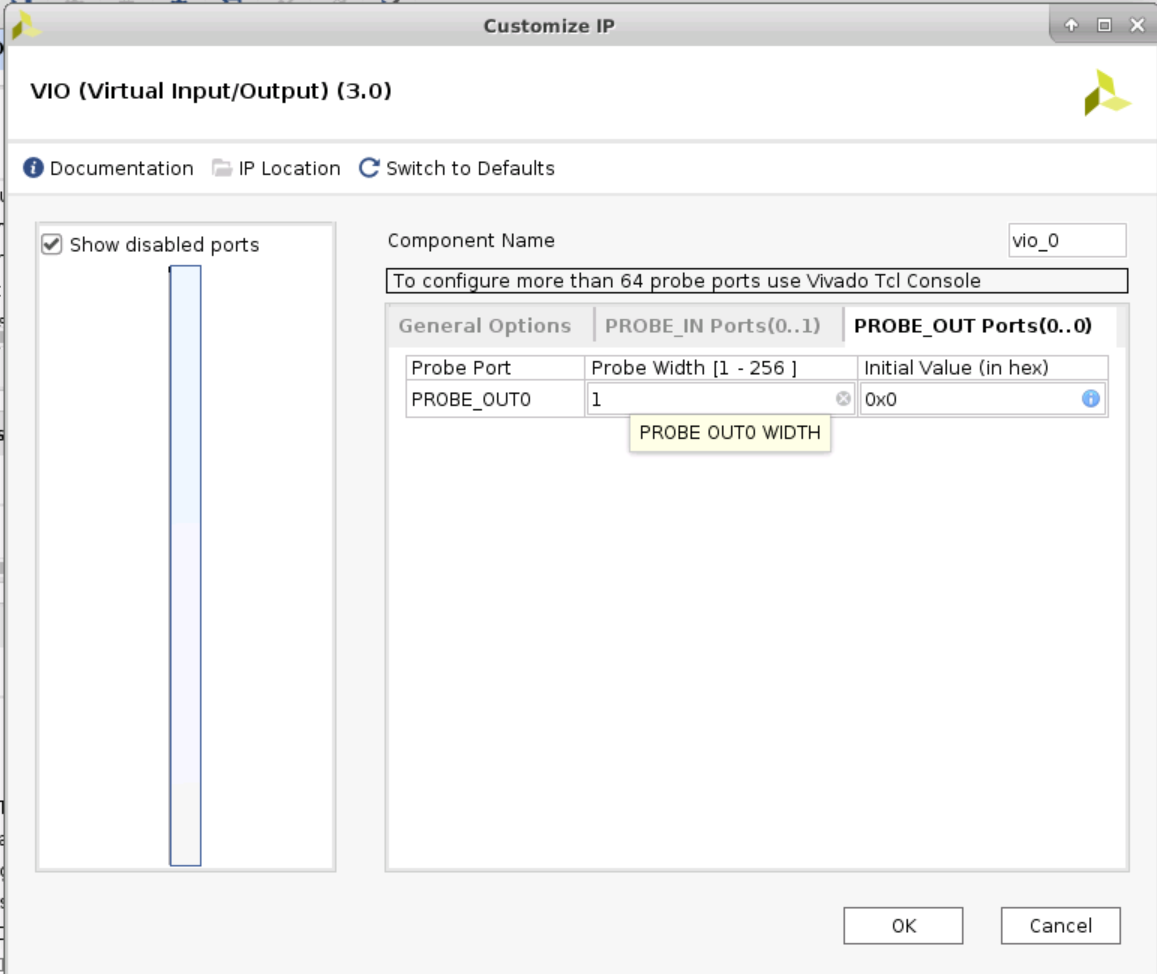 Customize IP
VIO (Virtual Input/Output) (3.0)
Documentation IP Location Switch to Defaults
Show disabled ports
Component Name vio_0
To configure more than 64 probe ports use Vivado Tcl Console
General Options PROBE_IN Ports(0..1) PROBE_OUT Ports(0..0)
Probe Port Probe Width [1 - 256 ] Initial Value (in hex)
PROBE_OUT0 1 0x0
PROBE OUT0 WIDTH
OK Cancel